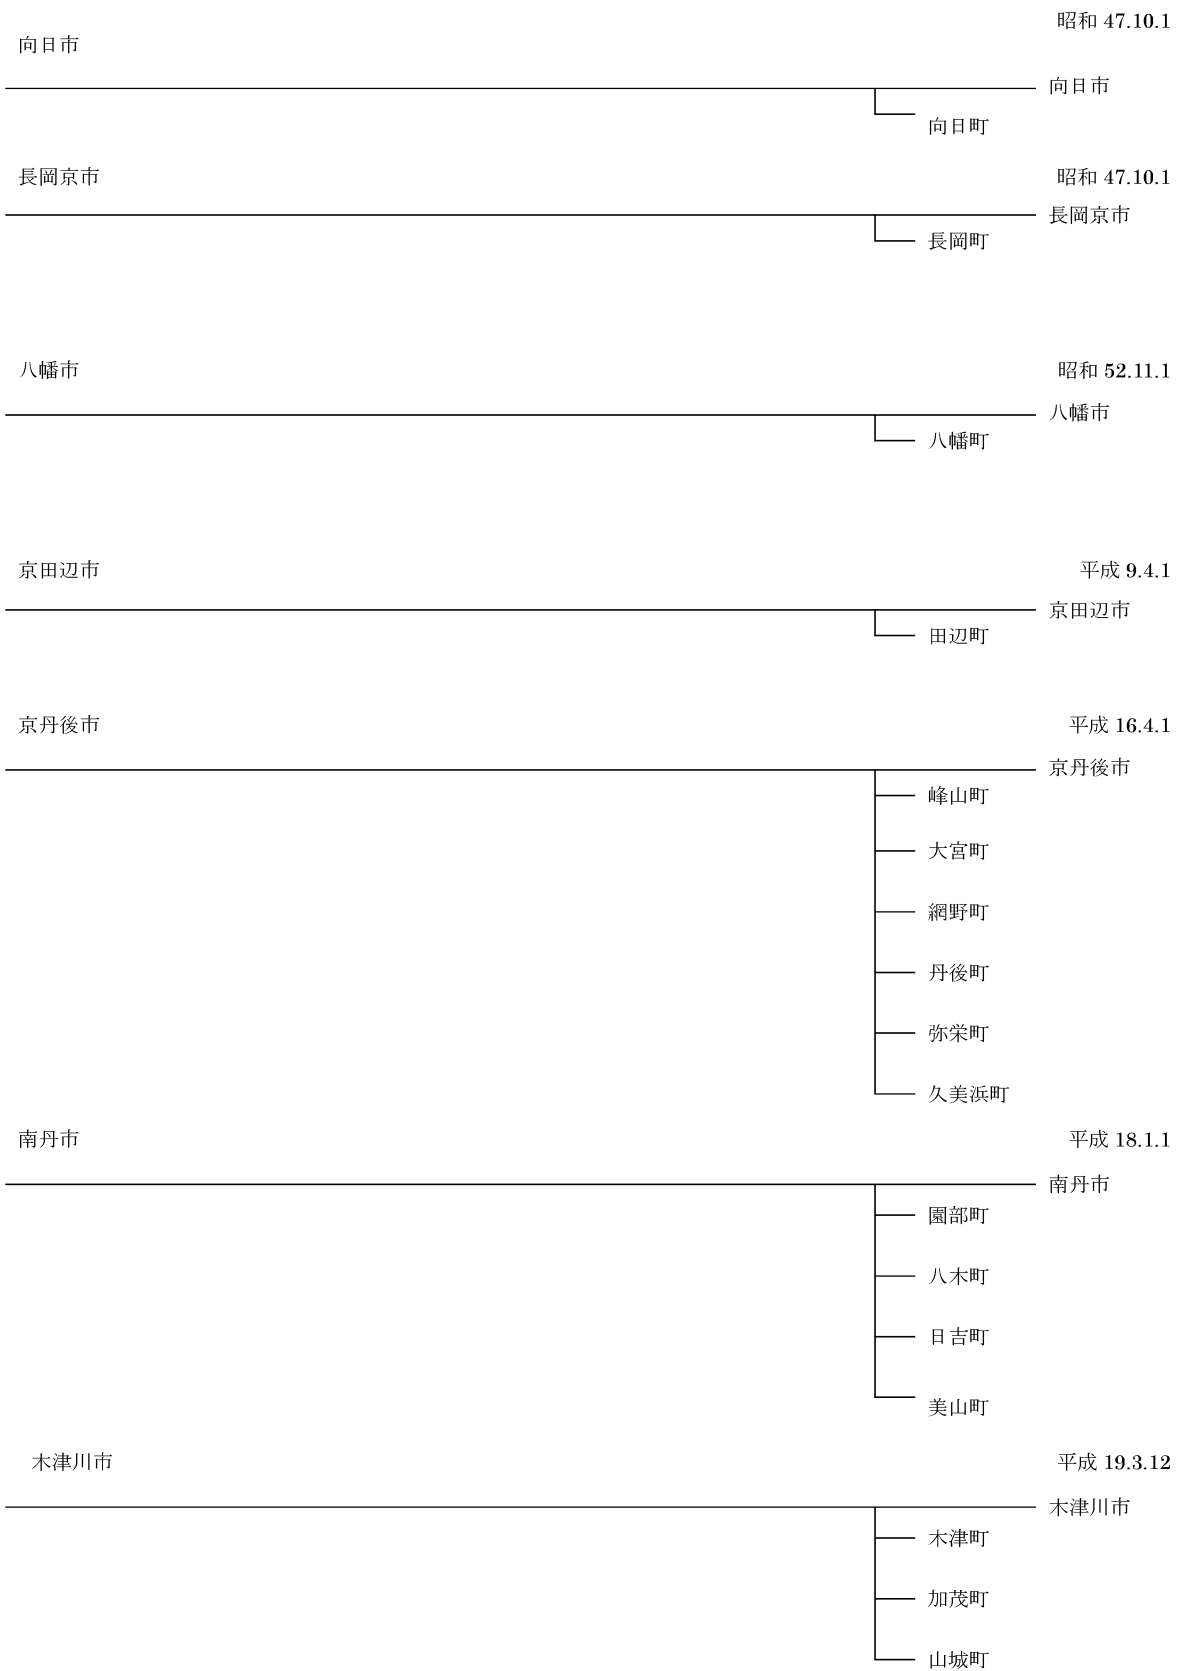 昭和 47.10.1
向日市
向日市
向日町
長岡京市
昭和 47.10.1
長岡京市
長岡町
八幡市
昭和 52.11.1
八幡市
八幡町
京田辺市
平成 9.4.1
京田辺市
田辺町
京丹後市
平成 16.4.1
京丹後市
峰山町
大宮町
網野町
丹後町
弥栄町
久美浜町
南丹市
平成 18.1.1
南丹市
園部町
八木町
日吉町
美山町
木津川市
平成 19.3.12
木津川市
木津町
加茂町
山城町